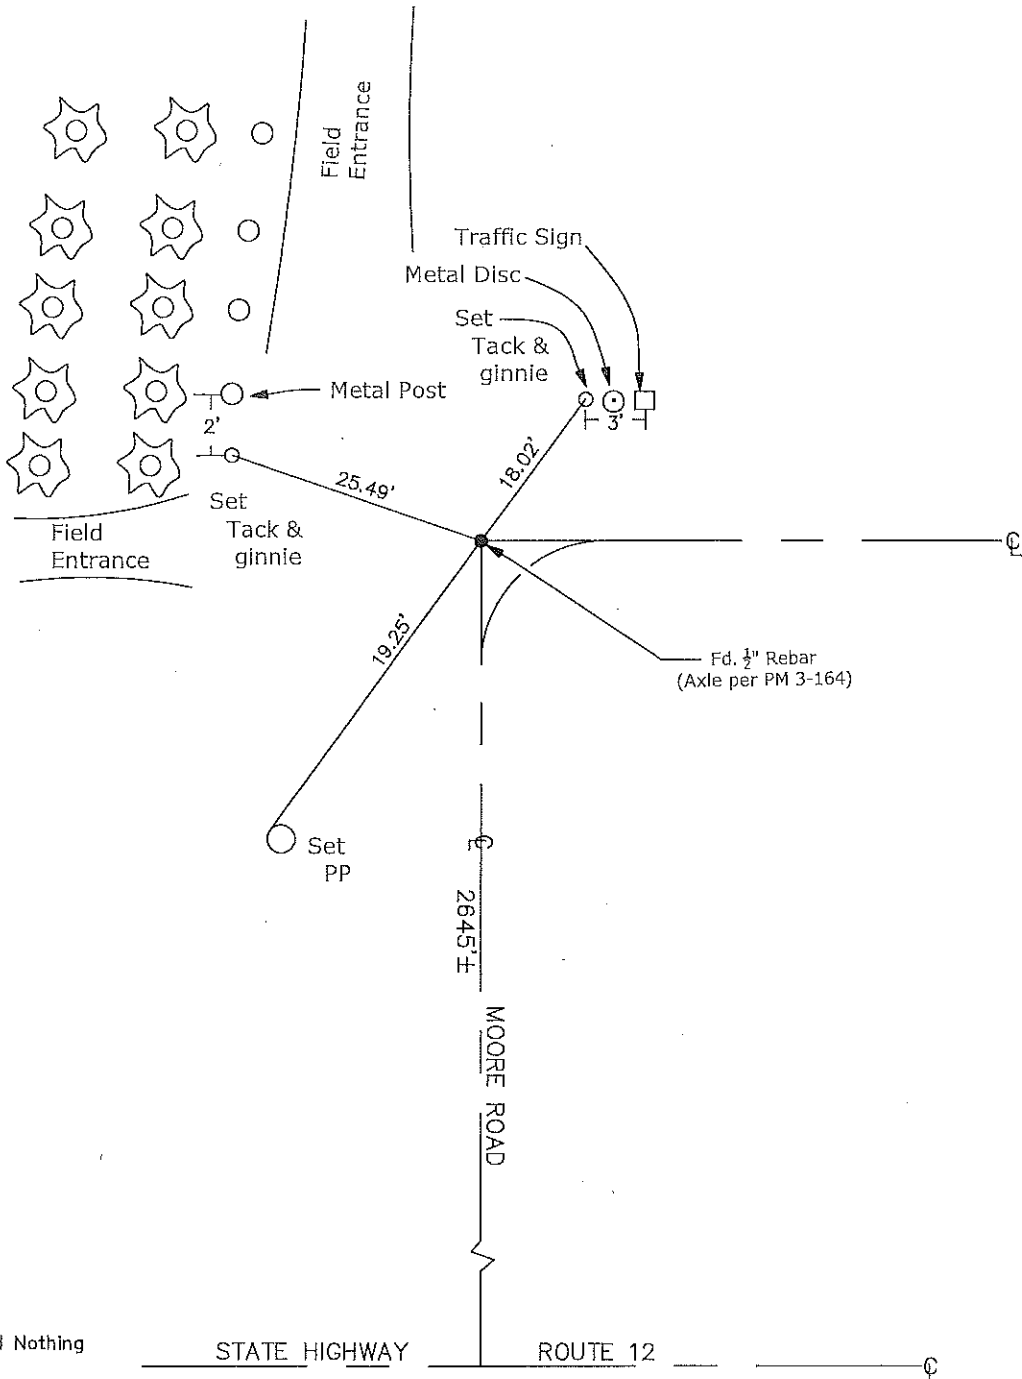 Field
Entrance
Traffic Sign
Metal Disc
Set
Tack &
ginnie
3'
Metal Post
2'
18.02'
25.49'
Set
Tack &
ginnie
Field
Entrance
℄
19.25'
Fd. ½" Rebar
(Axle per PM 3-164)
Set
PP
℄
2645'±
MOORE ROAD
Nothing
STATE HIGHWAY ROUTE 12
℄